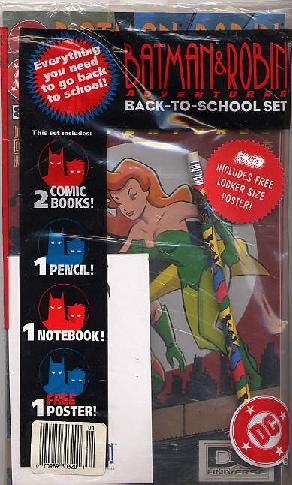 Everything
you need
to go back
to school!
BATMAN & ROBIN
ADVENTURES
BACK-TO-SCHOOL SET
This set includes:
2 COMIC
BOOKS!
1 PENCIL!
1 NOTEBOOK!
FREE
1 POSTER!
INCLUDES FREE
LOCKER SIZE
POSTER!
DC
UNIVERSE